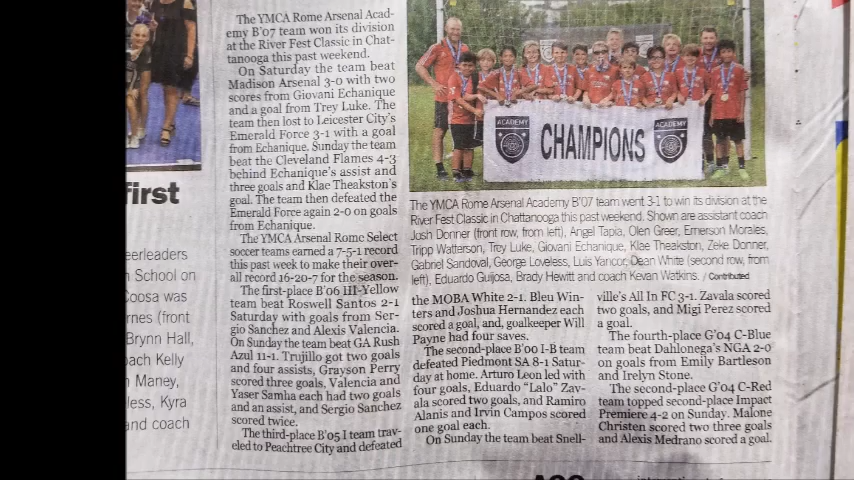 first
eerleaders
School on
Coosa was
rnes (front
Brynn Hall,
ach Kelly
Maney,
less, Kyra
and coach
The YMCA Rome Arsenal Acad-
emy B'07 team won its division
at the River Fest Classic in Chat-
tanooga this past weekend.
On Saturday the team beat
Madison Arsenal 3-0 with two
scores from Giovani Echanique
and a goal from Trey Luke. The
team then lost to Leicester City's
Emerald Force 3-1 with a goal
from Echanique. Sunday the team
beat the Cleveland Flames 4-3
behind Echanique's assist and
three goals and Klae Theakston's
goal. The team then defeated the
Emerald Force again 2-0 on goals
from Echanique.
The YMCA Arsenal Rome Select
soccer teams earned a 7-5-1 record
this past week to make their over-
all record 16-20-7 for the season.
The first-place B'06 III-Yellow
team beat Roswell Santos 2-1
Saturday with goals from Ser-
gio Sanchez and Alexis Valencia.
On Sunday the team beat GA Rush
Azul 11-1. Trujillo got two goals
and four assists, Grayson Perry
scored three goals, Valencia and
Yaser Samha each had two goals
and an assist, and Sergio Sanchez
scored twice.
The third-place B'05 I team trav-
eled to Peachtree City and defeated
ACADEMY
CHAMPIONS
ACADEMY
The YMCA Rome Arsenal Academy B'07 team went 3-1 to win its division at the
River Fest Classic in Chattanooga this past weekend. Shown are assistant coach
Josh Donner (front row, from left), Angel Tapia, Olen Greer, Emerson Morales,
Tripp Watterson, Trey Luke, Giovani Echanique, Klae Theakston, Zeke Donner,
Gabriel Sandoval, George Loveless, Luis Yancor, Dean White (second row, from
left), Eduardo Guijosa, Brady Hewitt and coach Kevan Watkins. / Contributed
the MOBA White 2-1. Bleu Win-
ters and Joshua Hernandez each
scored a goal, and, goalkeeper Will
Payne had four saves.
The second-place B'00 I-B team
defeated Piedmont SA 8-1 Satur-
day at home. Arturo Leon led with
four goals, Eduardo "Lalo" Zav-
ala scored two goals, and Ramiro
Alanis and Irvin Campos scored
one goal each.
On Sunday the team beat Snell-
ville's All In FC 3-1. Zavala scored
two goals, and Migi Perez scored
a goal.
The fourth-place G'04 C-Blue
team beat Dahlonega's NGA 2-0
on goals from Emily Bartleson
and Irelyn Stone.
The second-place G'04 C-Red
team topped second-place Impact
Premiere 4-2 on Sunday. Malone
Christen scored two three goals
and Alexis Medrano scored a goal.